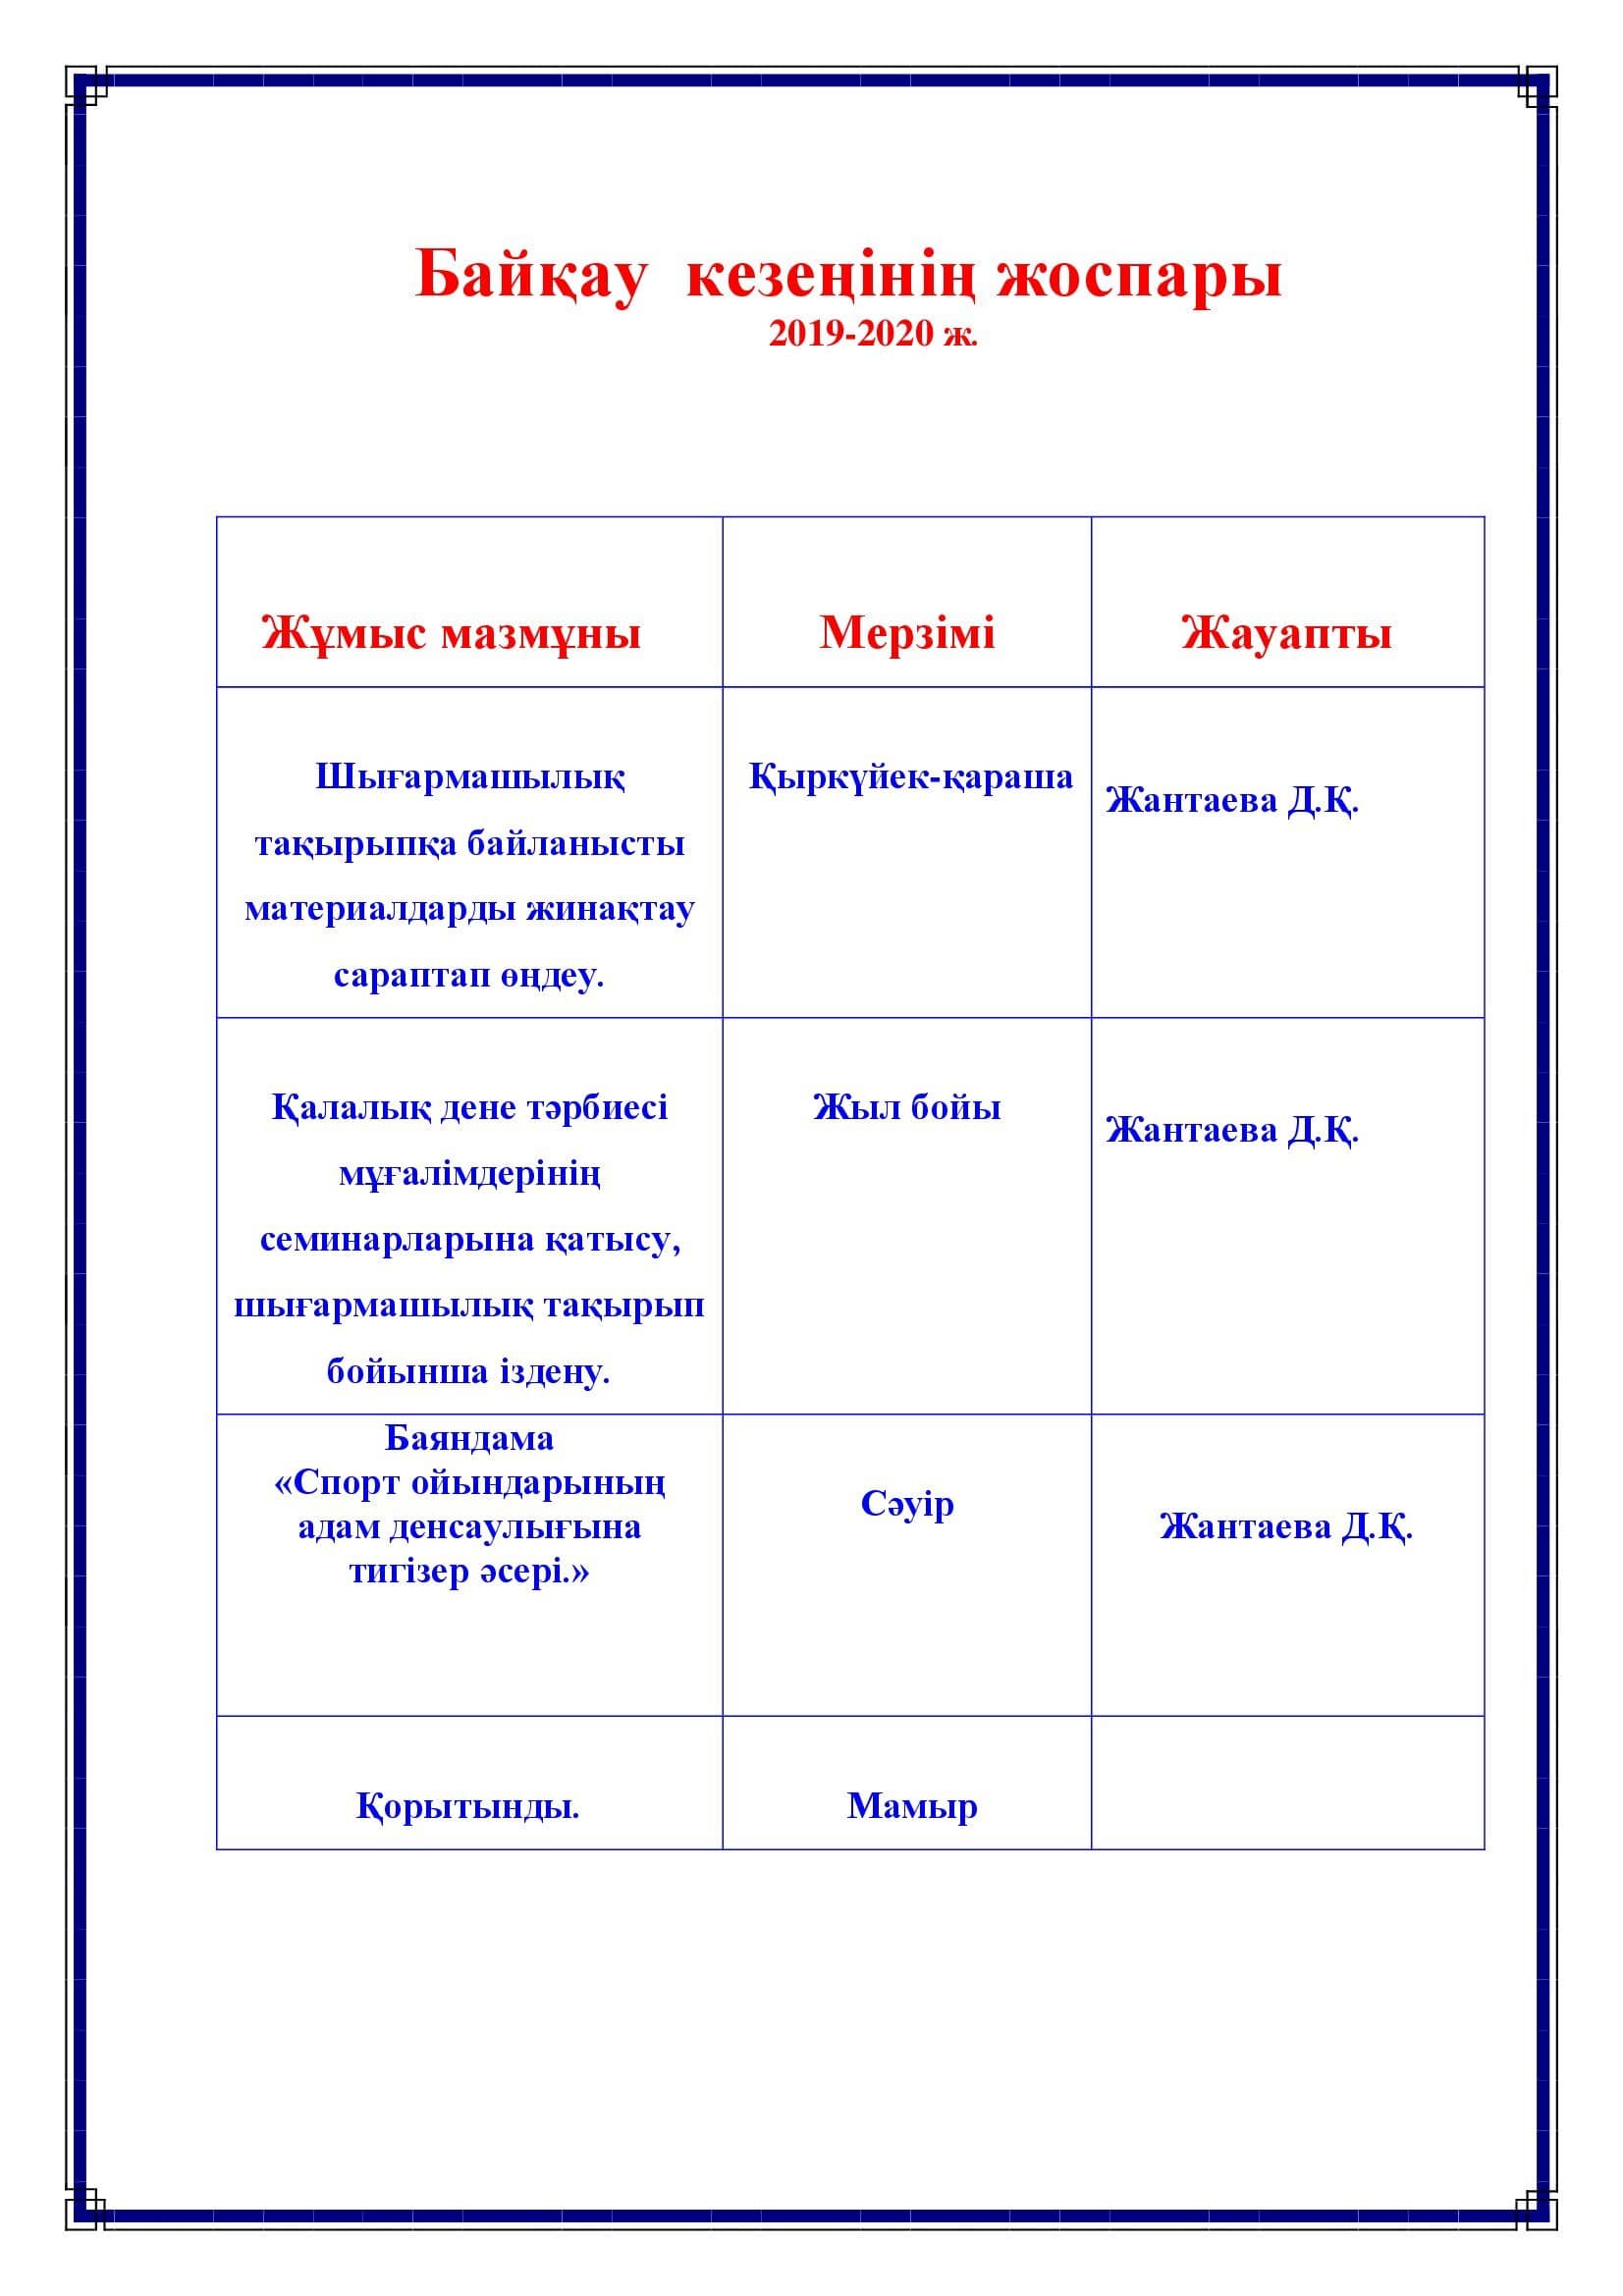 Байқау кезеңінің жоспары
2019-2020 ж.
Жұмыс мазмұны
Мерзімі
Жауапты
Шығармашылық
тақырыпқа байланысты
материалдарды жинақтау
сараптап өңдеу.
Қыркүйек-қараша
Жантаева Д.Қ.
Қалалық дене тәрбиесі
мұғалімдерінің
семинарларына қатысу,
шығармашылық тақырып
бойынша іздену.
Жыл бойы
Жантаева Д.Қ.
Баяндама
«Спорт ойындарының
адам денсаулығына
тигізер әсері.»
Сәуір
Жантаева Д.Қ.
Қорытынды.
Мамыр